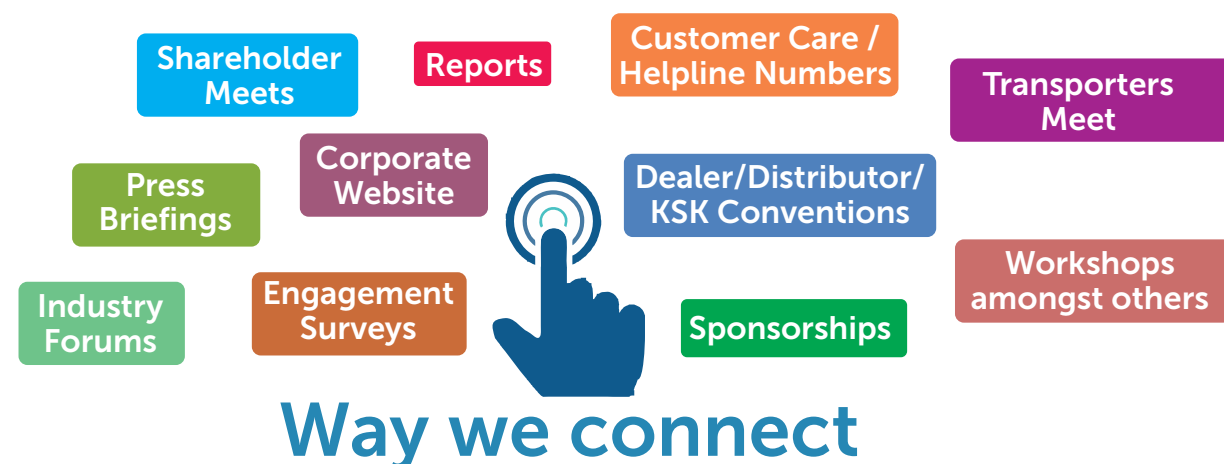 Shareholder
Meets
Reports
Customer Care /
Helpline Numbers
Transporters
Meet
Press
Briefings
Corporate
Website
Dealer/Distributor/
KSK Conventions
Workshops
amongst others
Industry
Forums
Engagement
Surveys
Sponsorships
Way we connect